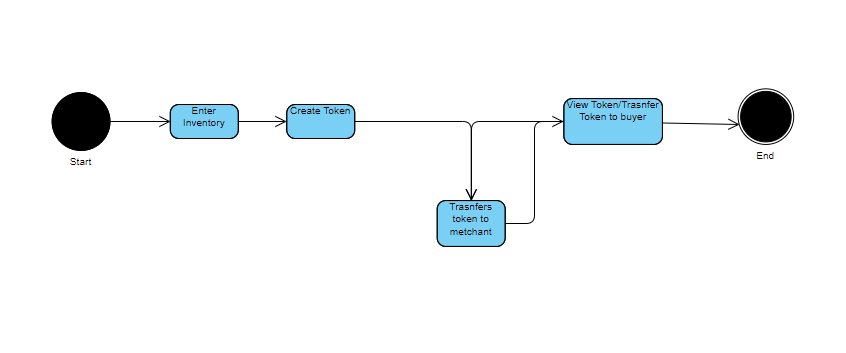 Start
Enter
Inventory
Create Token
Trasnfers
token to
metchant
View Token/Trasnfer
Token to buyer
End